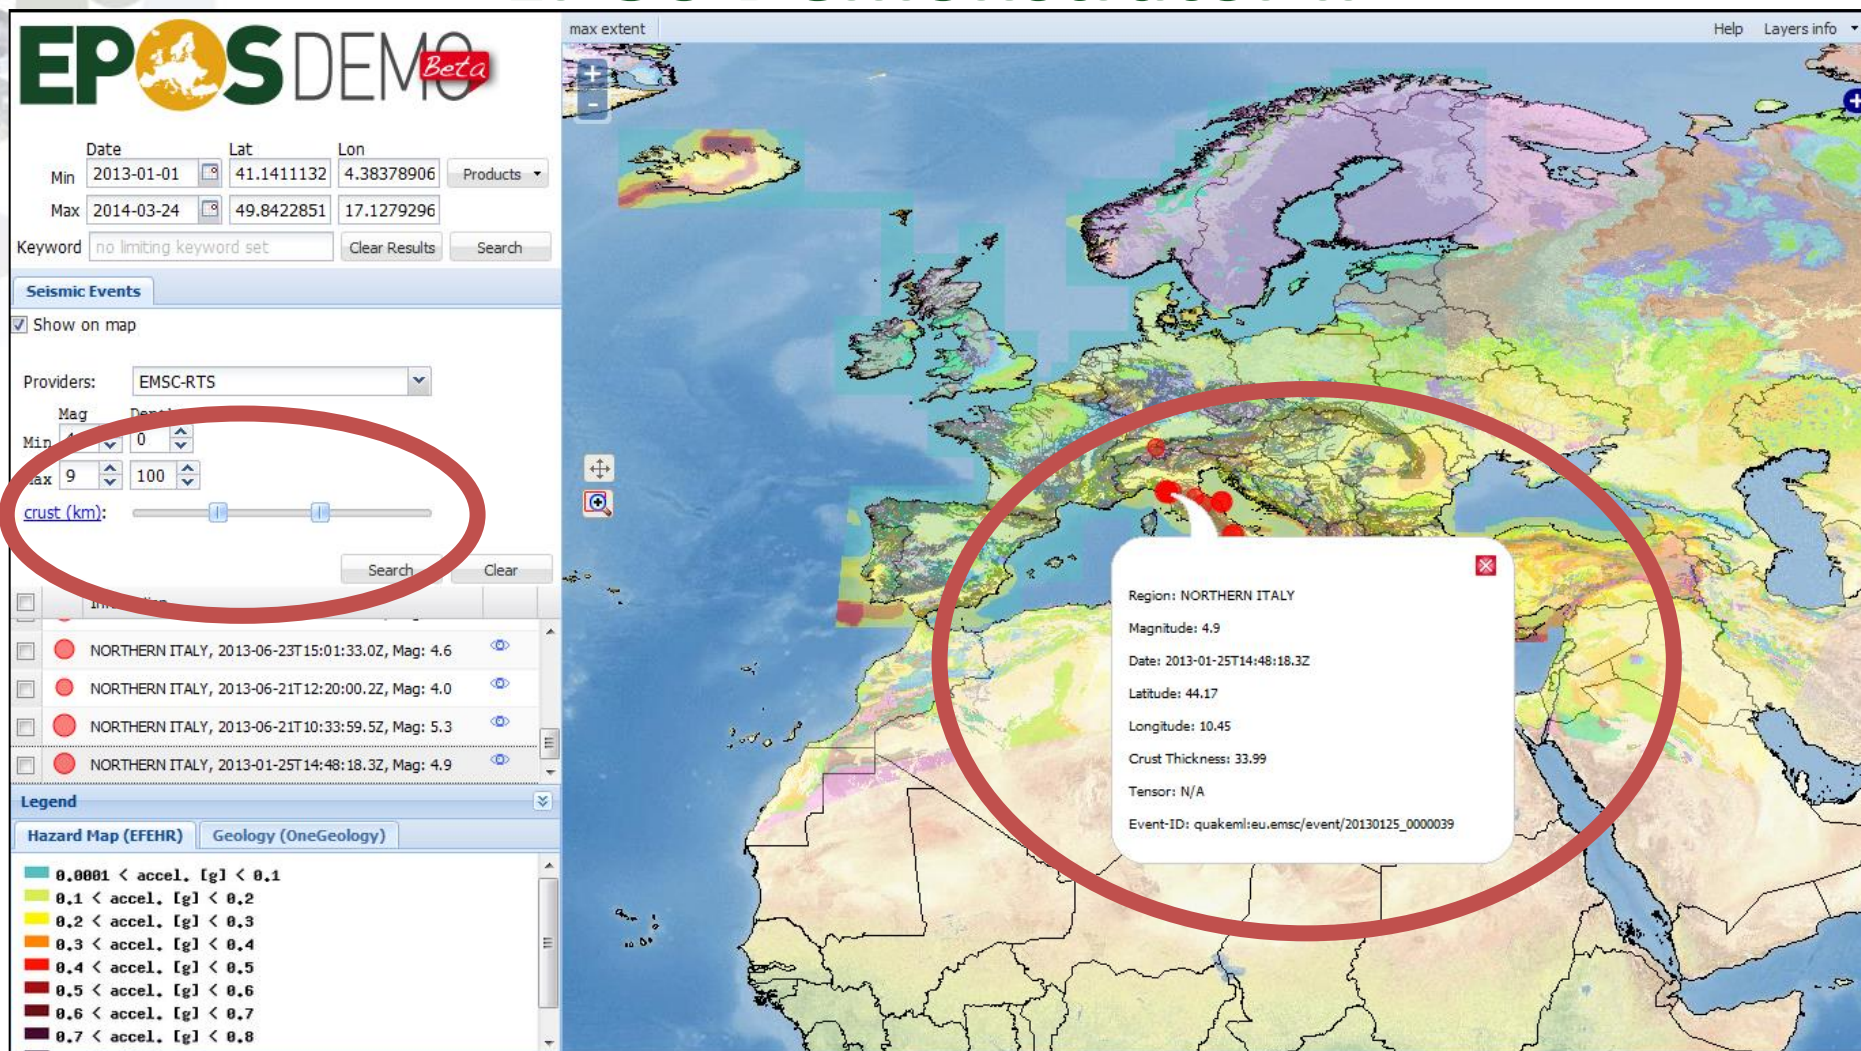 EPOS DEMO Beta
max extent
Help Layers info
Date Lat Lon
Min 2013-01-01 41.1411132 4.38378906 Products
Max 2014-03-24 49.8422851 17.1279296
Keyword no limiting keyword set Clear Results Search
Seismic Events
Show on map
Providers: EMSC-RTS
Mag
Min 0
Max 9 100
crust (km):
Search Clear
NORTHERN ITALY, 2013-06-23T15:01:33.0Z, Mag: 4.6
NORTHERN ITALY, 2013-06-21T12:20:00.2Z, Mag: 4.0
NORTHERN ITALY, 2013-06-21T10:33:59.5Z, Mag: 5.3
NORTHERN ITALY, 2013-01-25T14:48:18.3Z, Mag: 4.9
Legend
Hazard Map (EFEHR) Geology (OneGeology)
0.0001 < accel. [g] < 0.1
0.1 < accel. [g] < 0.2
0.2 < accel. [g] < 0.3
0.3 < accel. [g] < 0.4
0.4 < accel. [g] < 0.5
0.5 < accel. [g] < 0.6
0.6 < accel. [g] < 0.7
0.7 < accel. [g] < 0.8
Region: NORTHERN ITALY
Magnitude: 4.9
Date: 2013-01-25T14:48:18.3Z
Latitude: 44.17
Longitude: 10.45
Crust Thickness: 33.99
Tensor: N/A
Event-ID: quakeml:eu.emsc/event/20130125_0000039